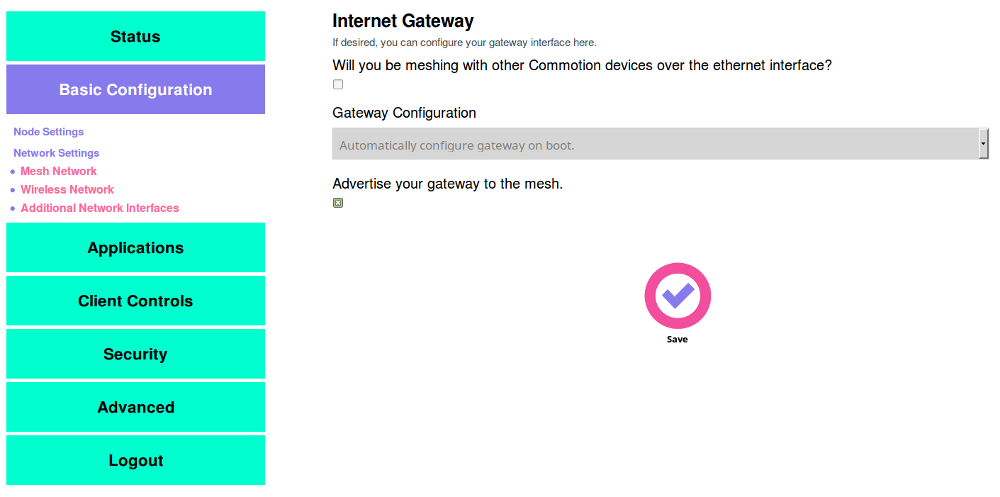 Status
Basic Configuration
Node Settings
Network Settings
Mesh Network
Wireless Network
Additional Network Interfaces
Applications
Client Controls
Security
Advanced
Logout
Internet Gateway
If desired, you can configure your gateway interface here.
Will you be meshing with other Commotion devices over the ethernet interface?
Gateway Configuration
Automatically configure gateway on boot.
Advertise your gateway to the mesh.
Save